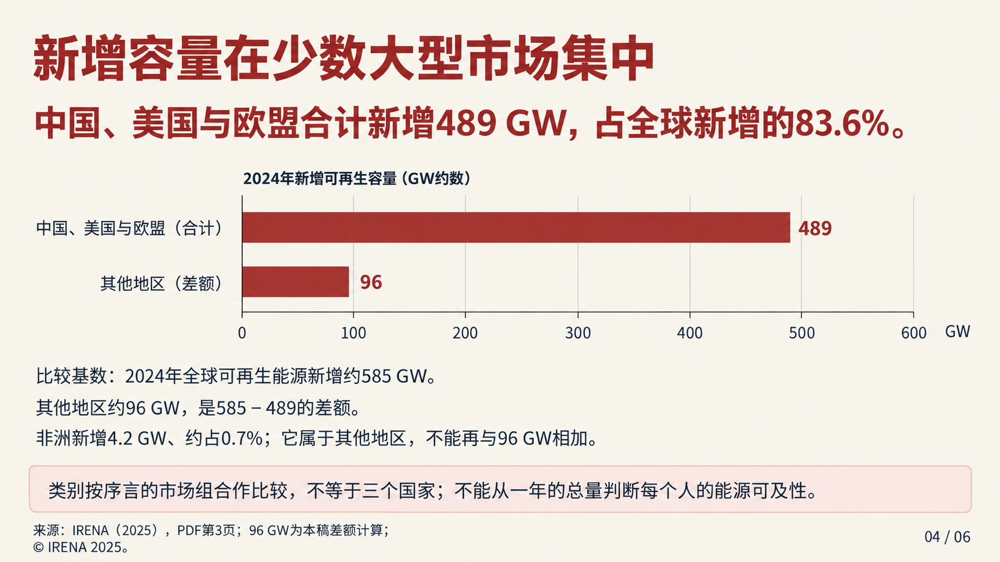 新增容量在少数大型市场集中
中国、美国与欧盟合计新增489 GW，占全球新增的83.6%。
2024年新增可再生容量（GW约数）
中国、美国与欧盟（合计）
489
其他地区（差额）
96
0 100 200 300 400 500 600 GW
比较基数：2024年全球可再生能源新增约585 GW。
其他地区约96 GW，是585 − 489的差额。
非洲新增4.2 GW、约占0.7%；它属于其他地区，不能再与96 GW相加。
类别按序言的市场组合作比较，不等于三个国家；不能从一年的总量判断每个人的能源可及性。
来源：IRENA（2025），PDF第3页；96 GW为本稿差额计算；
© IRENA 2025。
04 / 06